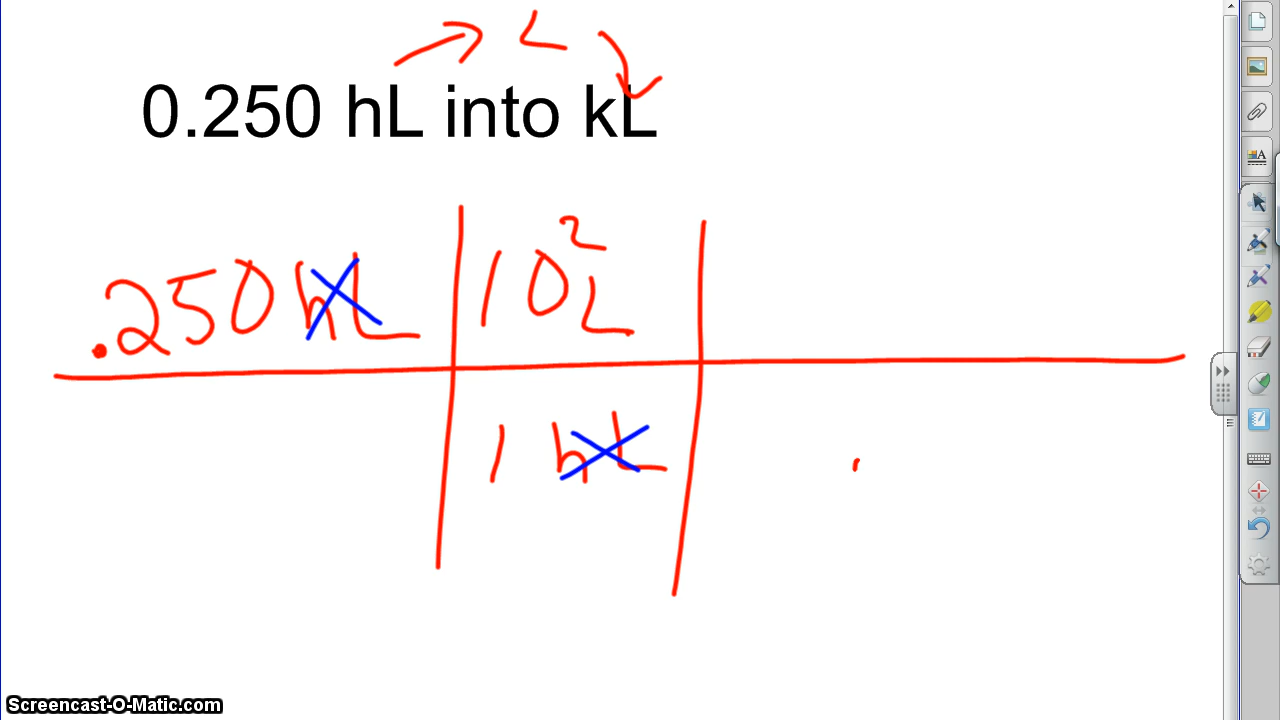 L
0.250 hL into kL
.250 hL 10² L
1 hL
Screencast-O-Matic.com